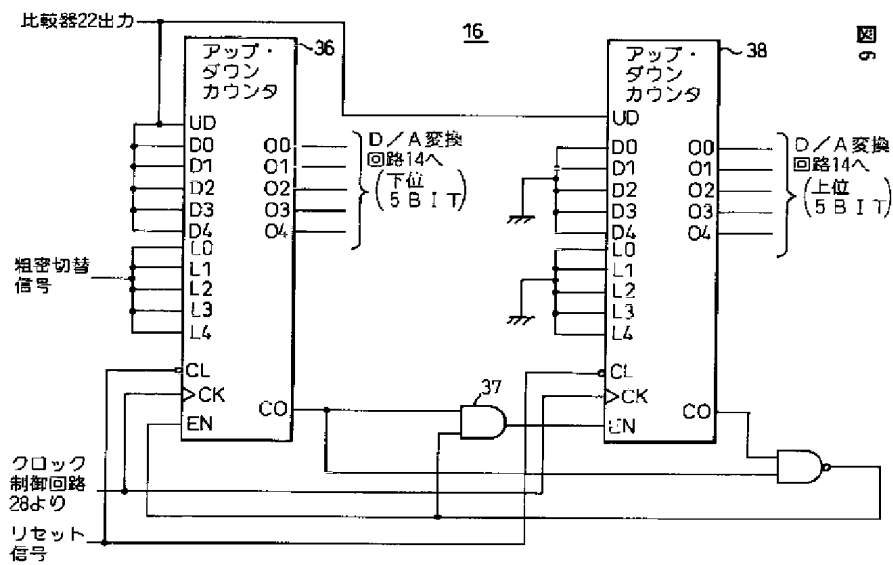 比較器22出力
16
図
9
アップ・
ダウン
カウンタ
36
UD
D0
D1
D2
D3
D4
L0
L1
L2
L3
L4
CL
CK
EN
O0
O1
O2
O3
O4
CO
D/A変換
回路14へ
(下位
5BIT)
粗密切替
信号
クロック
制御回路
28より
リセット
信号
37
アップ・
ダウン
カウンタ
38
UD
D0
D1
D2
D3
D4
L0
L1
L2
L3
L4
CL
CK
EN
O0
O1
O2
O3
O4
CO
D/A変換
回路14へ
(上位
5BIT)